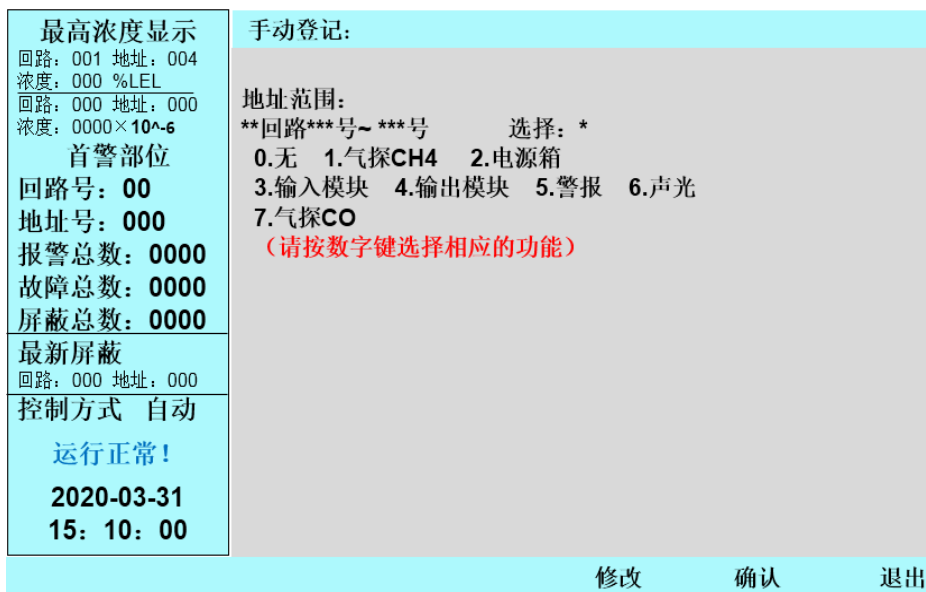 最高浓度显示
回路：001 地址：004
浓度：000 %LEL
回路：000 地址：000
浓度：0000×10^-6
首警部位
回路号：00
地址号：000
报警总数：0000
故障总数：0000
屏蔽总数：0000
最新屏蔽
回路：000 地址：000
控制方式 自动
运行正常！
2020-03-31
15：10：00
手动登记：
地址范围：
**回路***号~ ***号 选择：*
0.无 1.气探CH4 2.电源箱
3.输入模块 4.输出模块 5.警报 6.声光
7.气探CO
（请按数字键选择相应的功能）
修改 确认 退出